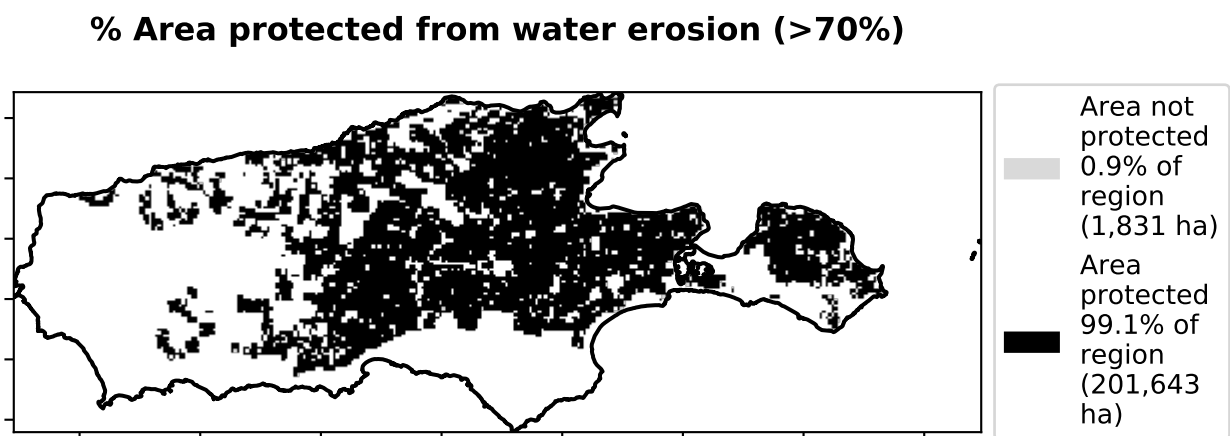 % Area protected from water erosion (>70%)
Area not
protected
0.9% of
region
(1,831 ha)
Area
protected
99.1% of
region
(201,643
ha)